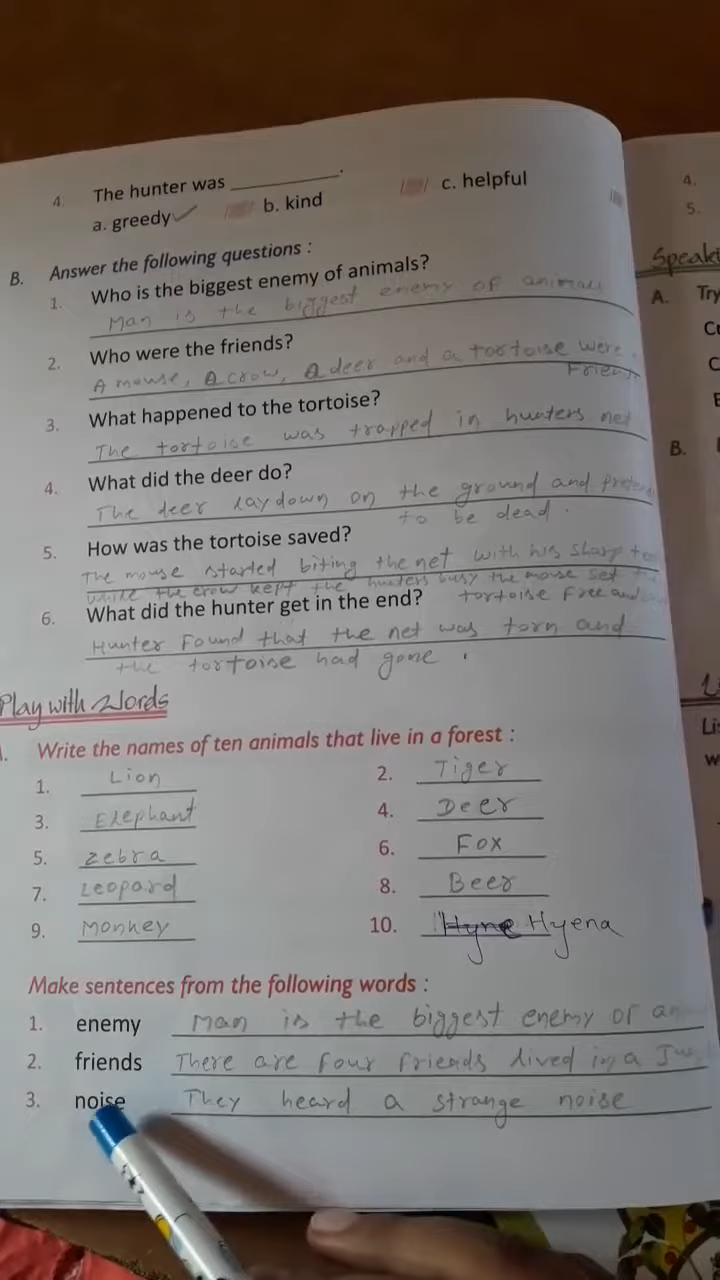 4. The hunter was ________.
a. greedy ✓ b. kind c. helpful
B. Answer the following questions :
1. Who is the biggest enemy of animals?
Man is the biggest enemy of animals
2. Who were the friends?
A mouse, a crow, a deer and a tortoise were
Friends
3. What happened to the tortoise?
The tortoise was trapped in hunters net
4. What did the deer do?
The deer laydown on the ground and
to be dead.
5. How was the tortoise saved?
The mouse started biting the net with his sharp
while the crow kept the hunters busy the mouse set
tortoise free and
6. What did the hunter get in the end?
Hunter Found that the net was torn and
the tortoise had gone.
Play with Words
Write the names of ten animals that live in a forest :
1. Lion 2. Tiger
3. Elephant 4. Deer
5. Zebra 6. Fox
7. Leopard 8. Beer
9. Monkey 10. Hyne Hyena
Make sentences from the following words :
1. enemy Man is the biggest enemy of an
2. friends There are four friends lived in a
3. noise They heard a strange noise
4.
5.
Speak
A. Try
B.